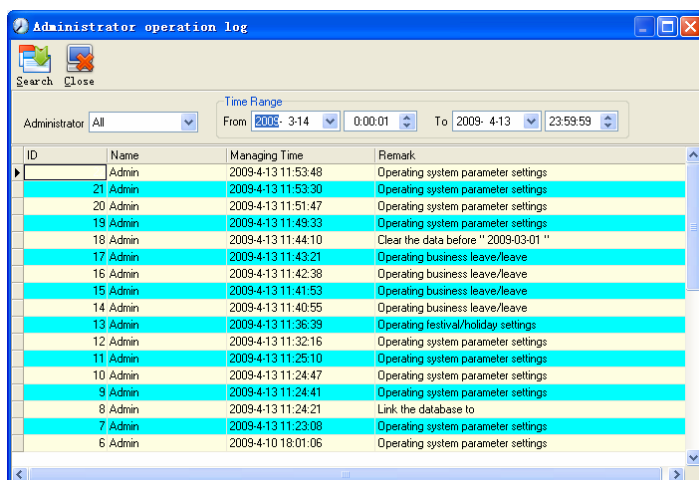 Administrator operation log
Search Close
Time Range
Administrator All From 2009- 3-14 0:00:01 To 2009- 4-13 23:59:59
ID Name Managing Time Remark
Admin 2009-4-13 11:53:48 Operating system parameter settings
21 Admin 2009-4-13 11:53:30 Operating system parameter settings
20 Admin 2009-4-13 11:51:47 Operating system parameter settings
19 Admin 2009-4-13 11:49:33 Operating system parameter settings
18 Admin 2009-4-13 11:44:10 Clear the data before " 2009-03-01 "
17 Admin 2009-4-13 11:43:21 Operating business leave/leave
16 Admin 2009-4-13 11:42:38 Operating business leave/leave
15 Admin 2009-4-13 11:41:53 Operating business leave/leave
14 Admin 2009-4-13 11:40:55 Operating business leave/leave
13 Admin 2009-4-13 11:36:39 Operating festival/holiday settings
12 Admin 2009-4-13 11:32:16 Operating system parameter settings
11 Admin 2009-4-13 11:25:10 Operating system parameter settings
10 Admin 2009-4-13 11:24:47 Operating system parameter settings
9 Admin 2009-4-13 11:24:41 Operating system parameter settings
8 Admin 2009-4-13 11:24:21 Link the database to
7 Admin 2009-4-13 11:23:08 Operating system parameter settings
6 Admin 2009-4-10 18:01:06 Operating system parameter settings